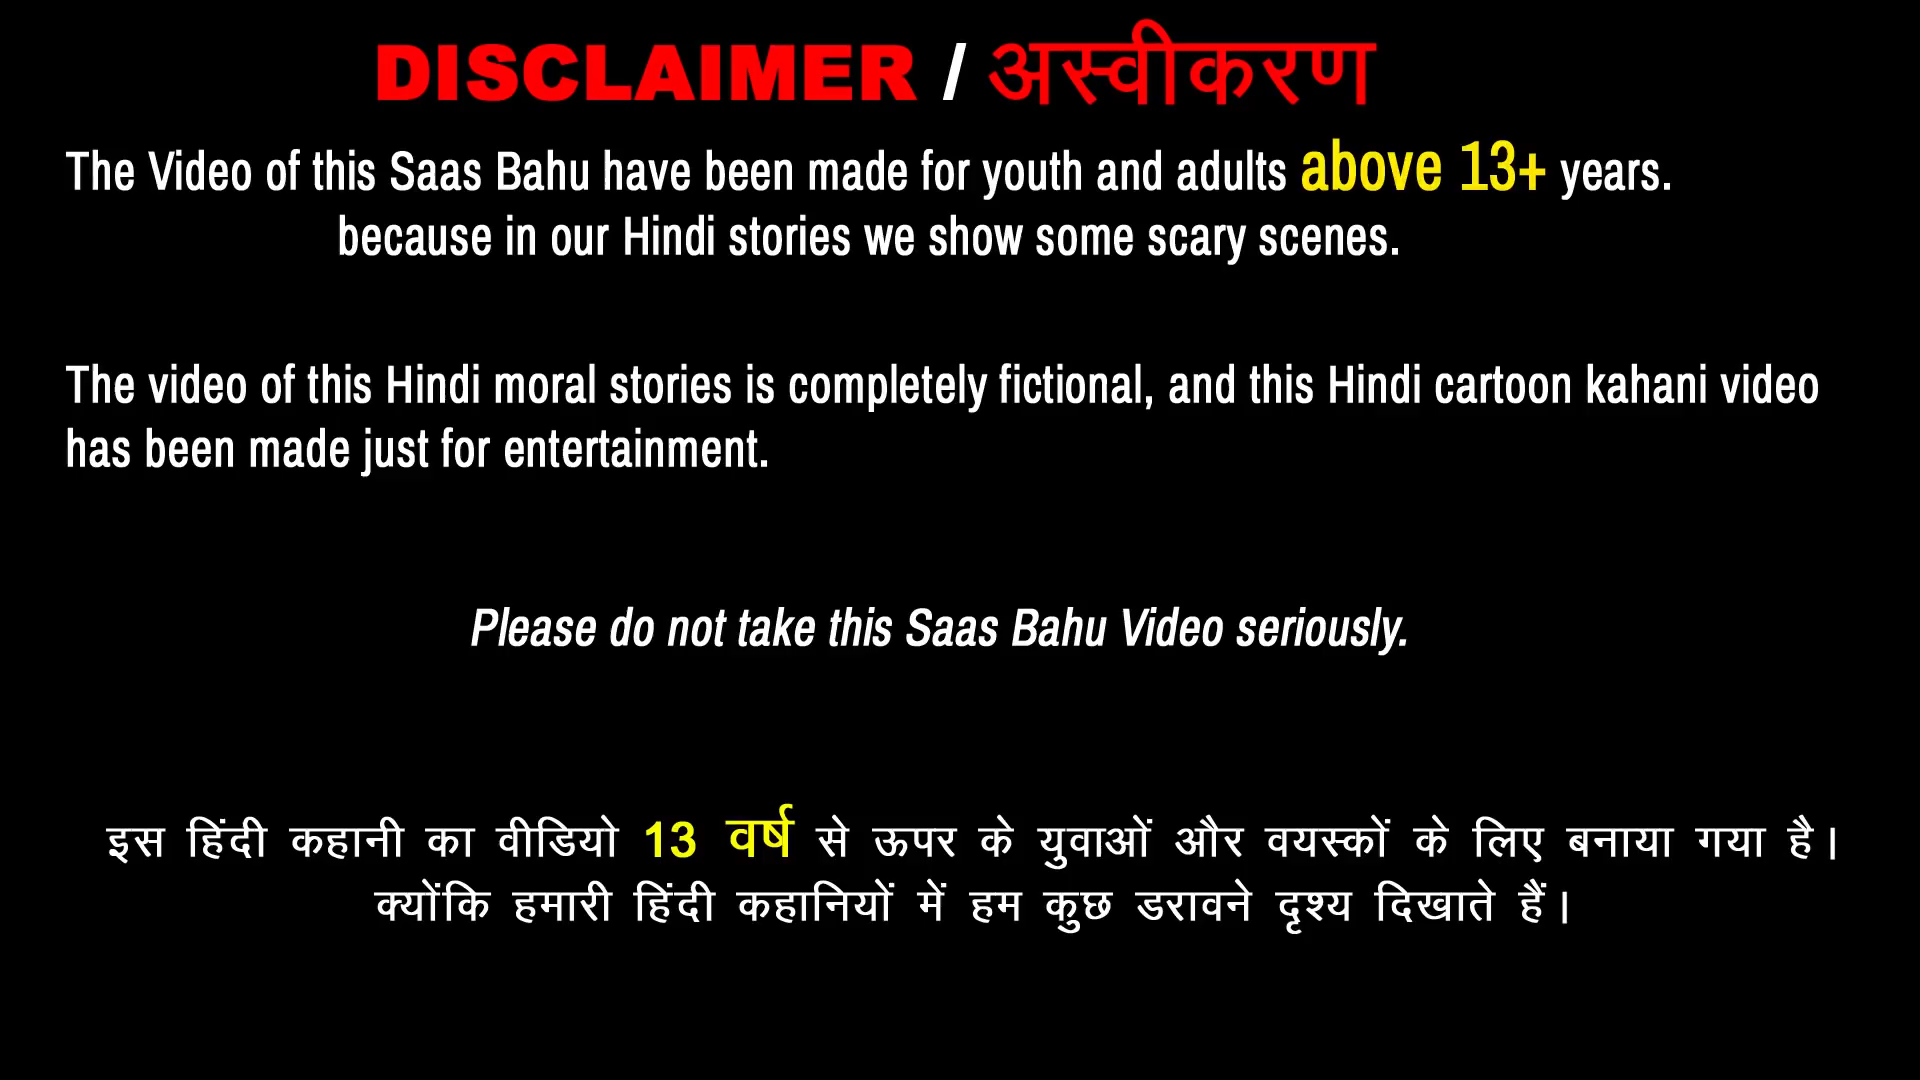 DISCLAIMER / अस्वीकरण
The Video of this Saas Bahu have been made for youth and adults above 13+ years.
because in our Hindi stories we show some scary scenes.
The video of this Hindi moral stories is completely fictional, and this Hindi cartoon kahani video
has been made just for entertainment.
Please do not take this Saas Bahu Video seriously.
इस हिंदी कहानी का वीडियो 13 वर्ष से ऊपर के युवाओं और वयस्कों के लिए बनाया गया है।
क्योंकि हमारी हिंदी कहानियों में हम कुछ डरावने दृश्य दिखाते हैं।